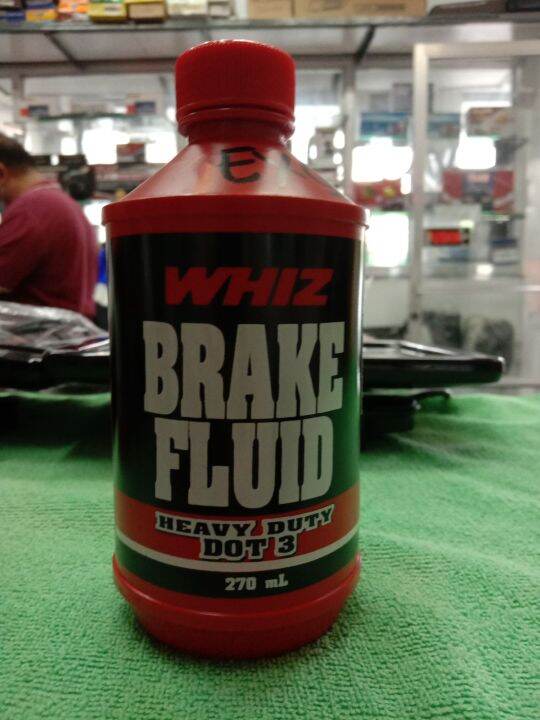 WHIZ
BRAKE
FLUID
HEAVY DUTY
DOT 3
270 mL